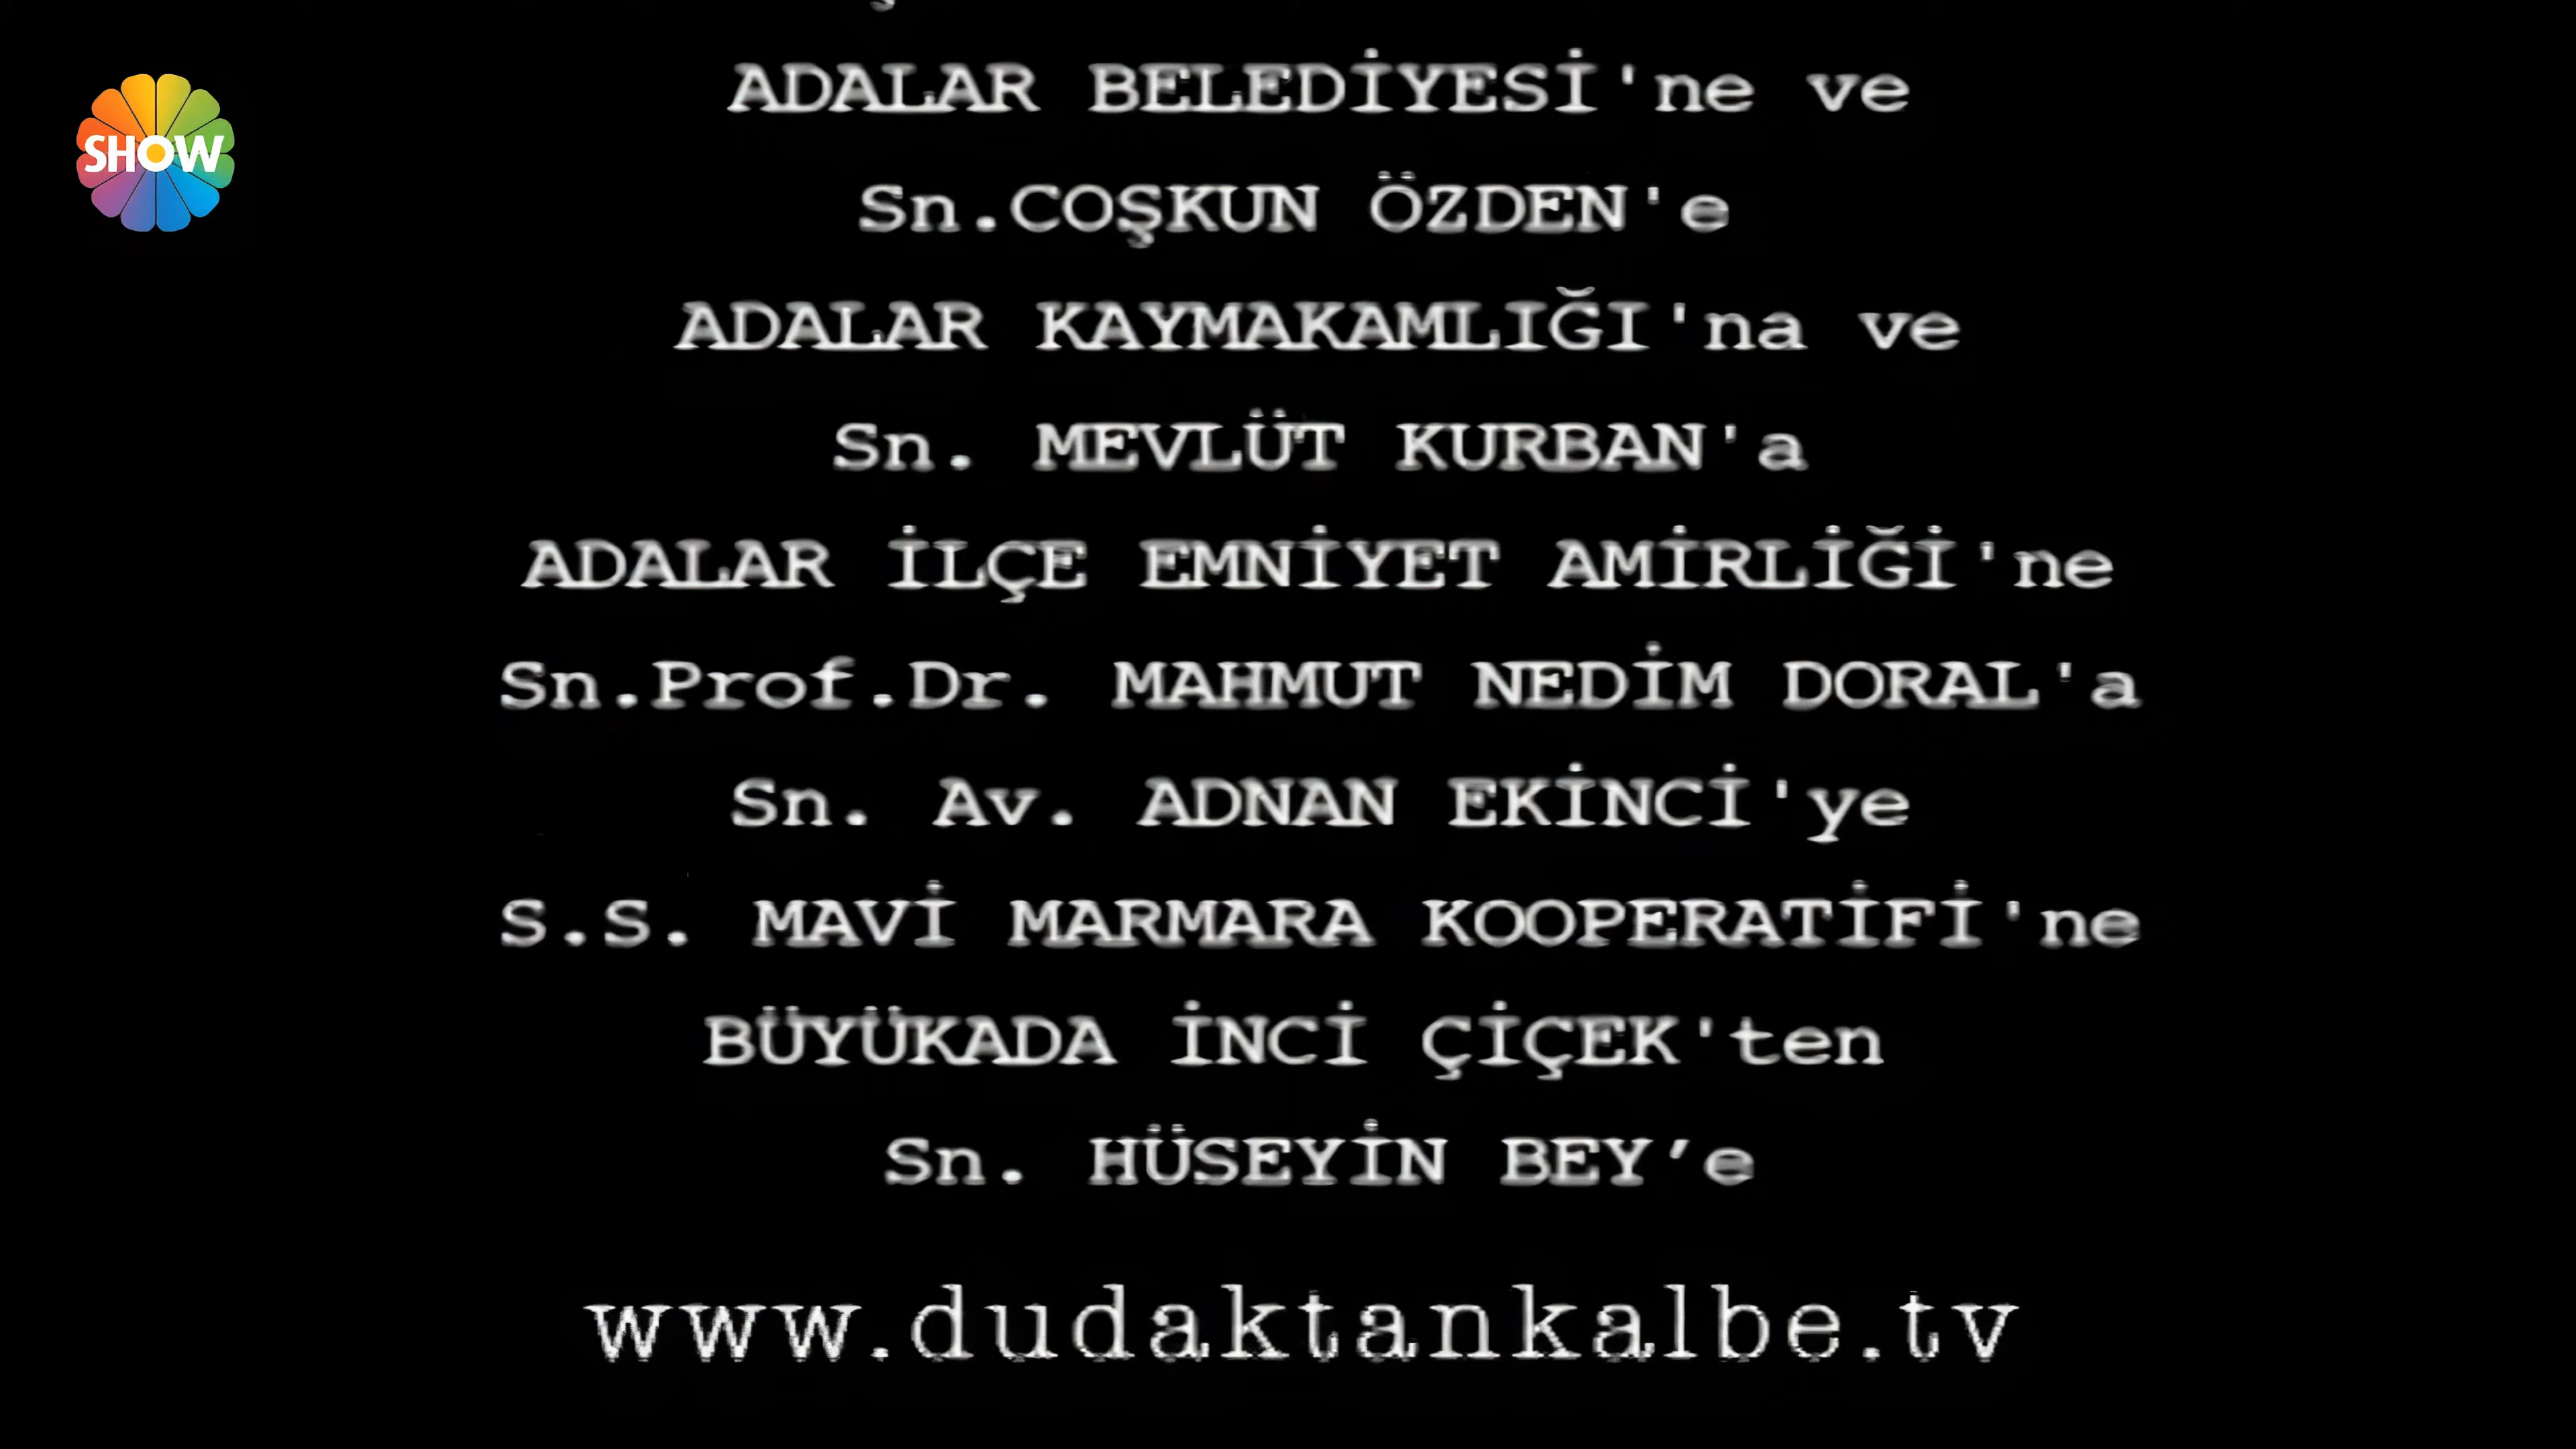 SHOW
ADALAR BELEDİYESİ'ne ve
Sn.COŞKUN ÖZDEN'e
ADALAR KAYMAKAMLIĞI'na ve
Sn. MEVLÜT KURBAN'a
ADALAR İLÇE EMNİYET AMİRLİĞİ'ne
Sn.Prof.Dr. MAHMUT NEDİM DORAL'a
Sn. Av. ADNAN EKİNCİ'ye
S.S. MAVİ MARMARA KOOPERATİFİ'ne
BÜYÜKADA İNCİ ÇİÇEK'ten
Sn. HÜSEYİN BEY’e
www.dudaktankalbe.tv